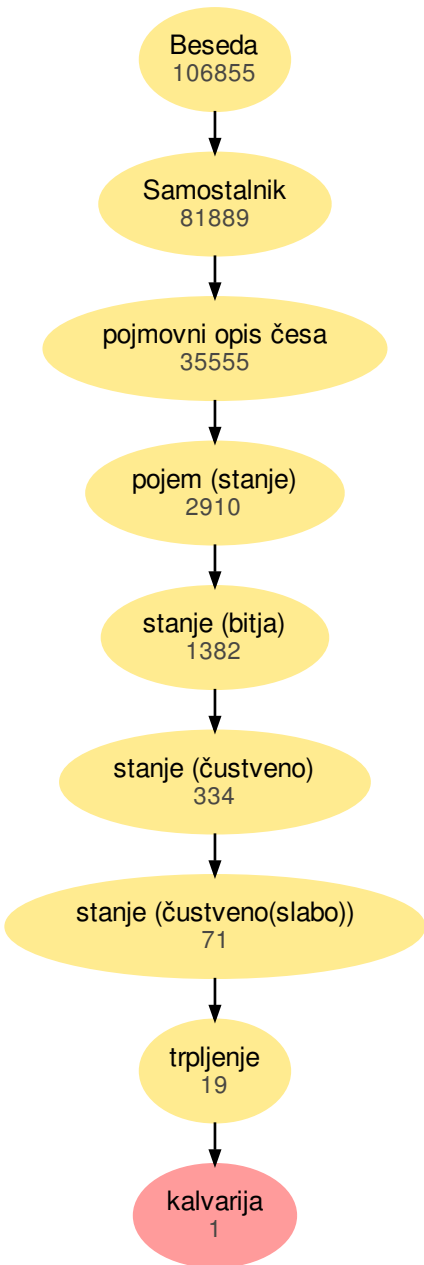 Beseda
106855
Samostalnik
81889
pojmovni opis česa
35555
pojem (stanje)
2910
stanje (bitja)
1382
stanje (čustveno)
334
stanje (čustveno(slabo))
71
trpljenje
19
kalvarija
1